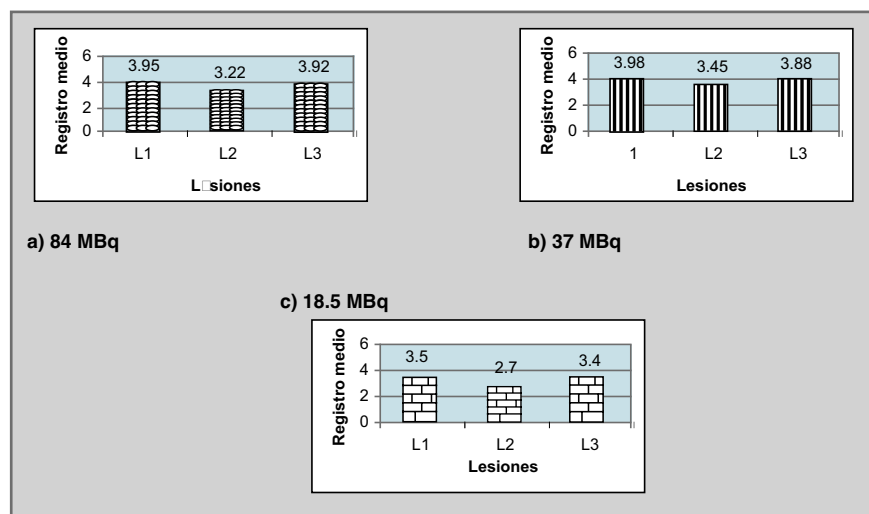 Registro medio
6
4
2
0
3.95
3.22
3.92
L1
L2
L3
L□siones
a) 84 MBq
Registro medio
6
4
2
0
3.98
3.45
3.88
1
L2
L3
Lesiones
b) 37 MBq
c) 18.5 MBq
Registro medio
6
4
2
0
3.5
2.7
3.4
L1
L2
L3
Lesiones